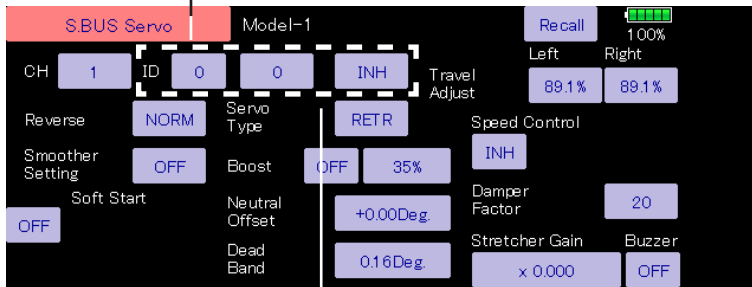 S.BUS Servo Model-1 Recall 100%
Left Right
CH 1 ID 0 0 INH Travel Adjust 89.1% 89.1%
Reverse NORM Servo Type RETR Speed Control
INH
Smoother Setting OFF Boost OFF 35%
Soft Start
OFF
Neutral Offset +0.00Deg. Damper Factor 20
Dead Band 0.16Deg. Stretcher Gain Buzzer
x 0.000 OFF